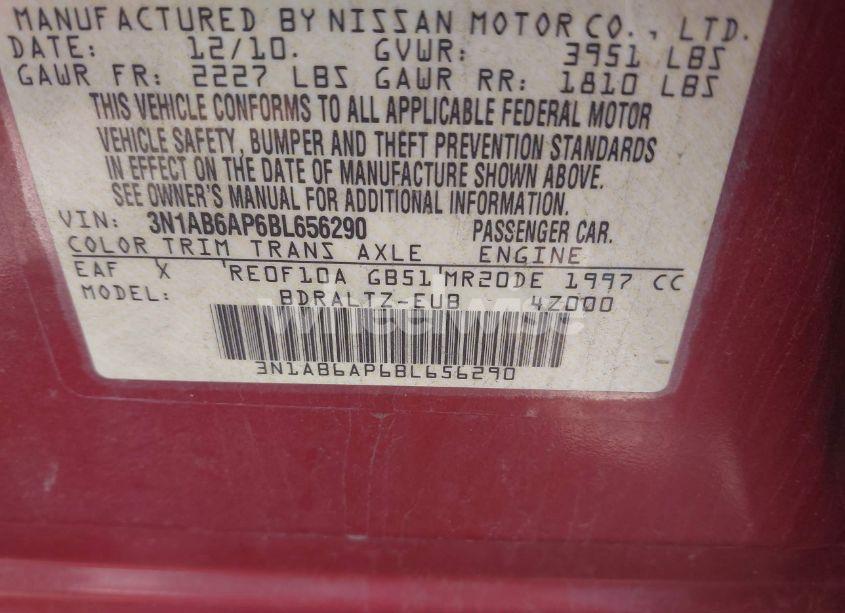 MANUFACTURED BY NISSAN MOTOR CO., LTD.
DATE: 12/10. GVWR: 3951 LBS
GAWR FR: 2227 LBS GAWR RR: 1810 LBS
THIS VEHICLE CONFORMS TO ALL APPLICABLE FEDERAL MOTOR
VEHICLE SAFETY, BUMPER AND THEFT PREVENTION STANDARDS
IN EFFECT ON THE DATE OF MANUFACTURE SHOWN ABOVE.
SEE OWNER'S MANUAL FOR ADDITIONAL INFORMATION.
VIN: 3N1AB6AP6BL656290 PASSENGER CAR.
COLOR TRIM TRANS AXLE ENGINE
EAF X RE0F10A GB51 MR20DE 1997 CC
MODEL: BDRALTZ-EUB 4Z000
WheelWise
3N1AB6AP6BL656290